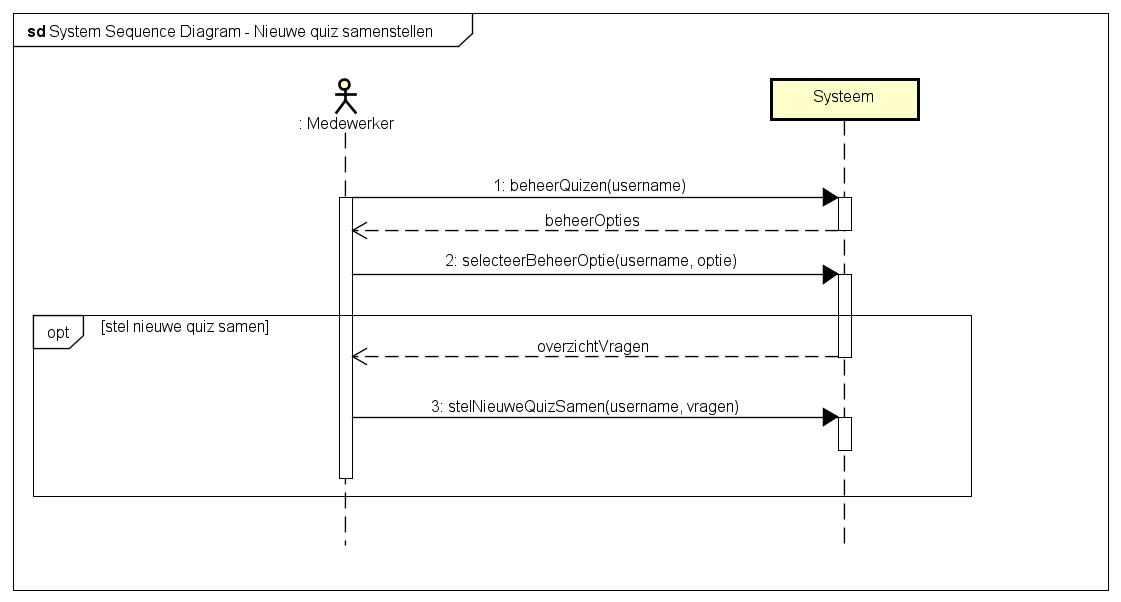 sd System Sequence Diagram - Nieuwe quiz samenstellen
: Medewerker
Systeem
1: beheerQuizen(username)
beheerOpties
2: selecteerBeheerOptie(username, optie)
opt
[stel nieuwe quiz samen]
overzichtVragen
3: stelNieuweQuizSamen(username, vragen)